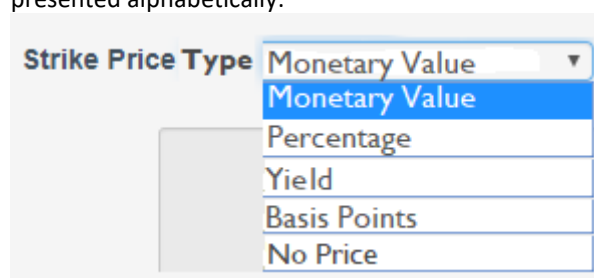 presented alphabetically.
Strike Price Type Monetary Value
Monetary Value
Percentage
Yield
Basis Points
No Price